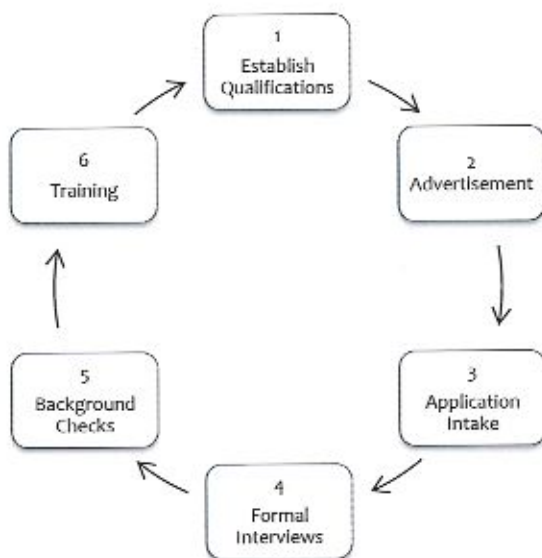 1
Establish
Qualifications
2
Advertisement
3
Application
Intake
4
Formal
Interviews
5
Background
Checks
6
Training